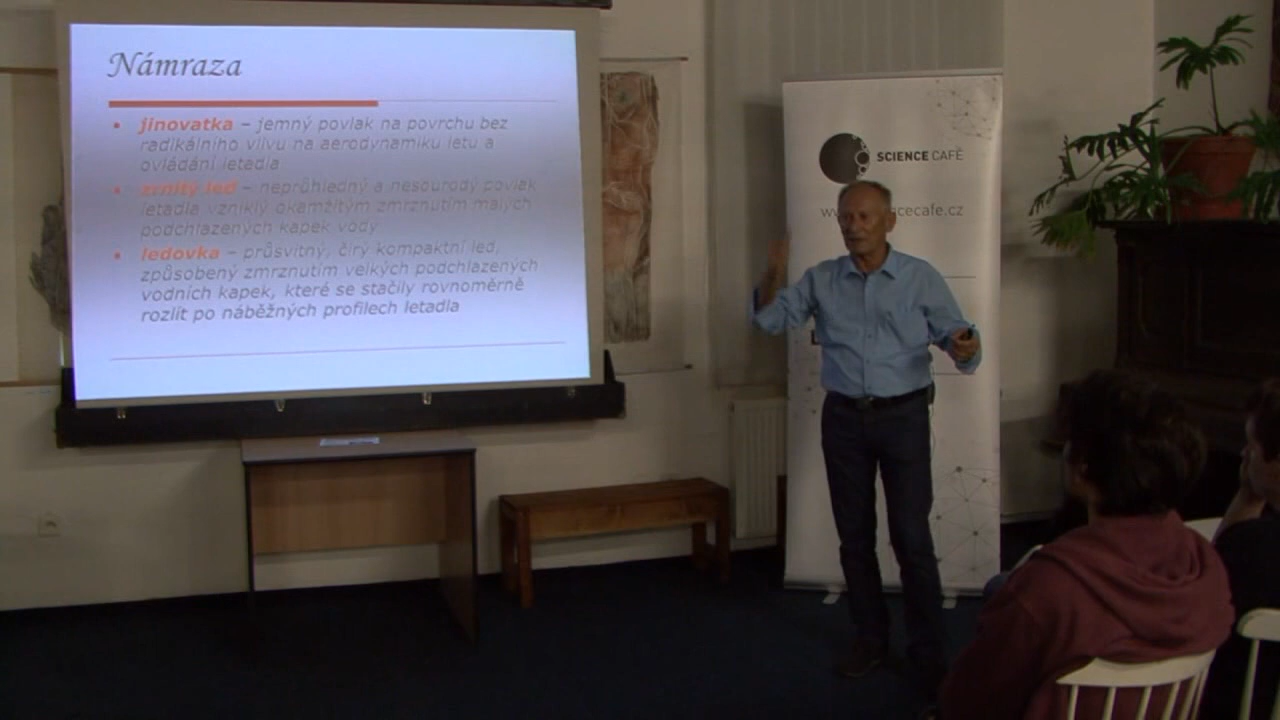 Námraza
• jinovatka – jemný povlak na povrchu bez
radikálního vlivu na aerodynamiku letu a
ovládání letadla
• zrnitý led – neprůhledný a nesourodý povlak
letadla vzniklý okamžitým zmrznutím malých
podchlazených kapek vody
• ledovka – průsvitný, čirý kompaktní led,
způsobený zmrznutím velkých podchlazených
vodních kapek, které se stačily rovnoměrně
rozlít po náběžných profilech letadla
SCIENCE CAFÉ